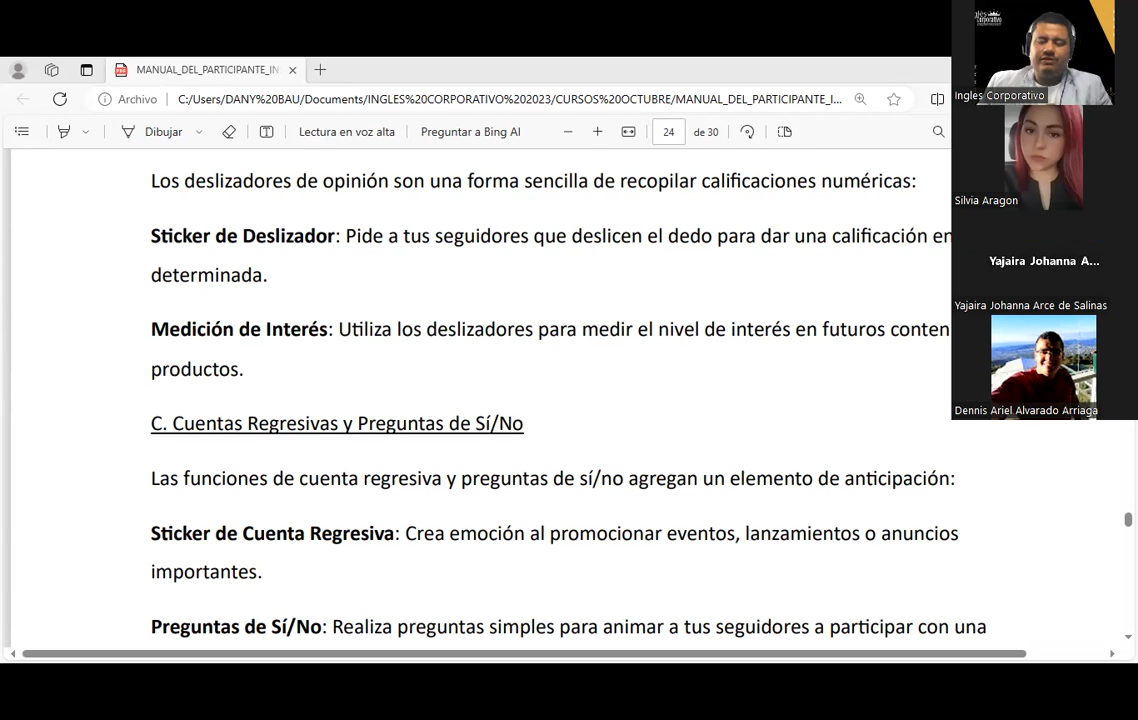 MANUAL_DEL_PARTICIPANTE_IN
Archivo
C:/Users/DANY%20BAU/Documents/INGLES%20CORPORATIVO%202023/CURSOS%20OCTUBRE/MANUAL_DEL_PARTICIPANTE_I...
Dibujar
Lectura en voz alta
Preguntar a Bing AI
24
de 30
Los deslizadores de opinión son una forma sencilla de recopilar calificaciones numéricas:
Sticker de Deslizador: Pide a tus seguidores que deslicen el dedo para dar una calificación en
determinada.
Medición de Interés: Utiliza los deslizadores para medir el nivel de interés en futuros conten
productos.
C. Cuentas Regresivas y Preguntas de Sí/No
Las funciones de cuenta regresiva y preguntas de sí/no agregan un elemento de anticipación:
Sticker de Cuenta Regresiva: Crea emoción al promocionar eventos, lanzamientos o anuncios
importantes.
Preguntas de Sí/No: Realiza preguntas simples para animar a tus seguidores a participar con una
Ingles Corporativo
Silvia Aragon
Yajaira Johanna A...
Yajaira Johanna Arce de Salinas
Dennis Ariel Alvarado Arriaga